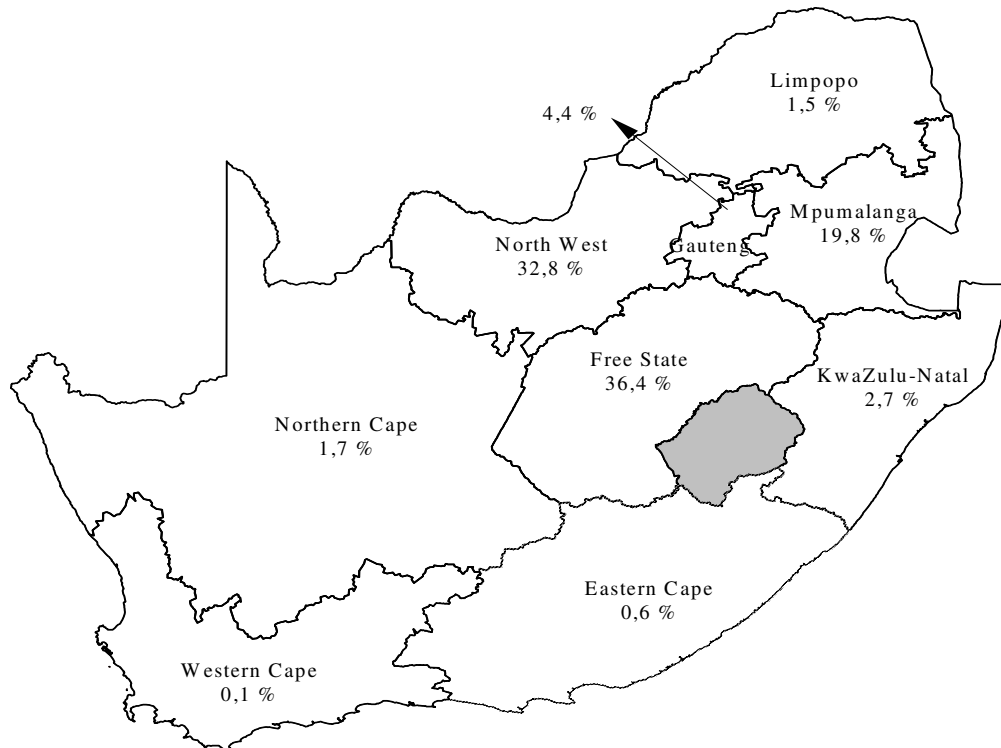 Limpopo
1,5 %
4,4 %
Mpumalanga
19,8 %
North West
32,8 %
Gauteng
Free State
36,4 %
KwaZulu-Natal
2,7 %
Northern Cape
1,7 %
Eastern Cape
0,6 %
Western Cape
0,1 %